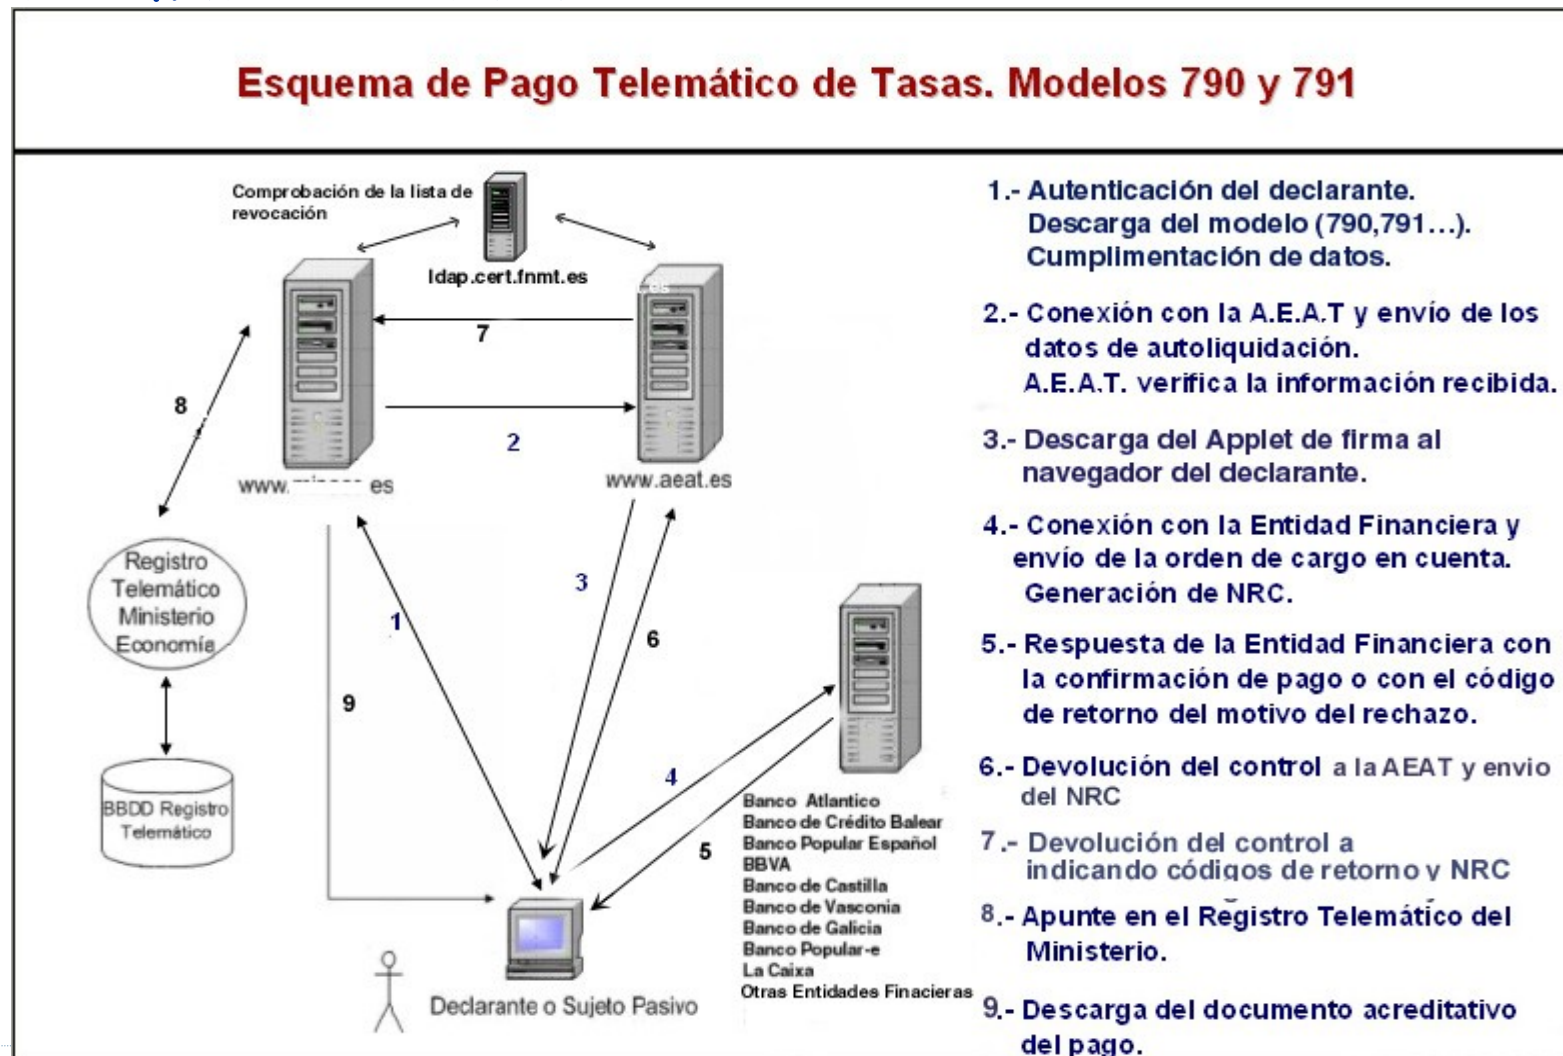 Esquema de Pago Telemático de Tasas. Modelos 790 y 791
Comprobación de la lista de
revocación
ldap.cert.fnmt.es
.es
7
8
2
www.
es
www.aeat.es
Registro
Telemático
Ministerio
Economía
3
1
6
9
BBDD Registro
Telemático
4
5
Banco Atlantico
Banco de Crédito Balear
Banco Popular Español
BBVA
Banco de Castilla
Banco de Vasconia
Banco de Galicia
Banco Popular-e
La Caixa
Otras Entidades Finacieras
Declarante o Sujeto Pasivo
1.- Autenticación del declarante.
Descarga del modelo (790,791...).
Cumplimentación de datos.
2.- Conexión con la A.E.A.T y envío de los
datos de autoliquidación.
A.E.A.T. verifica la información recibida.
3.- Descarga del Applet de firma al
navegador del declarante.
4.- Conexión con la Entidad Financiera y
envío de la orden de cargo en cuenta.
Generación de NRC.
5.- Respuesta de la Entidad Financiera con
la confirmación de pago o con el código
de retorno del motivo del rechazo.
6.- Devolución del control a la AEAT y envio
del NRC
7.- Devolución del control a
indicando códigos de retorno y NRC
8.- Apunte en el Registro Telemático del
Ministerio.
9.- Descarga del documento acreditativo
del pago.